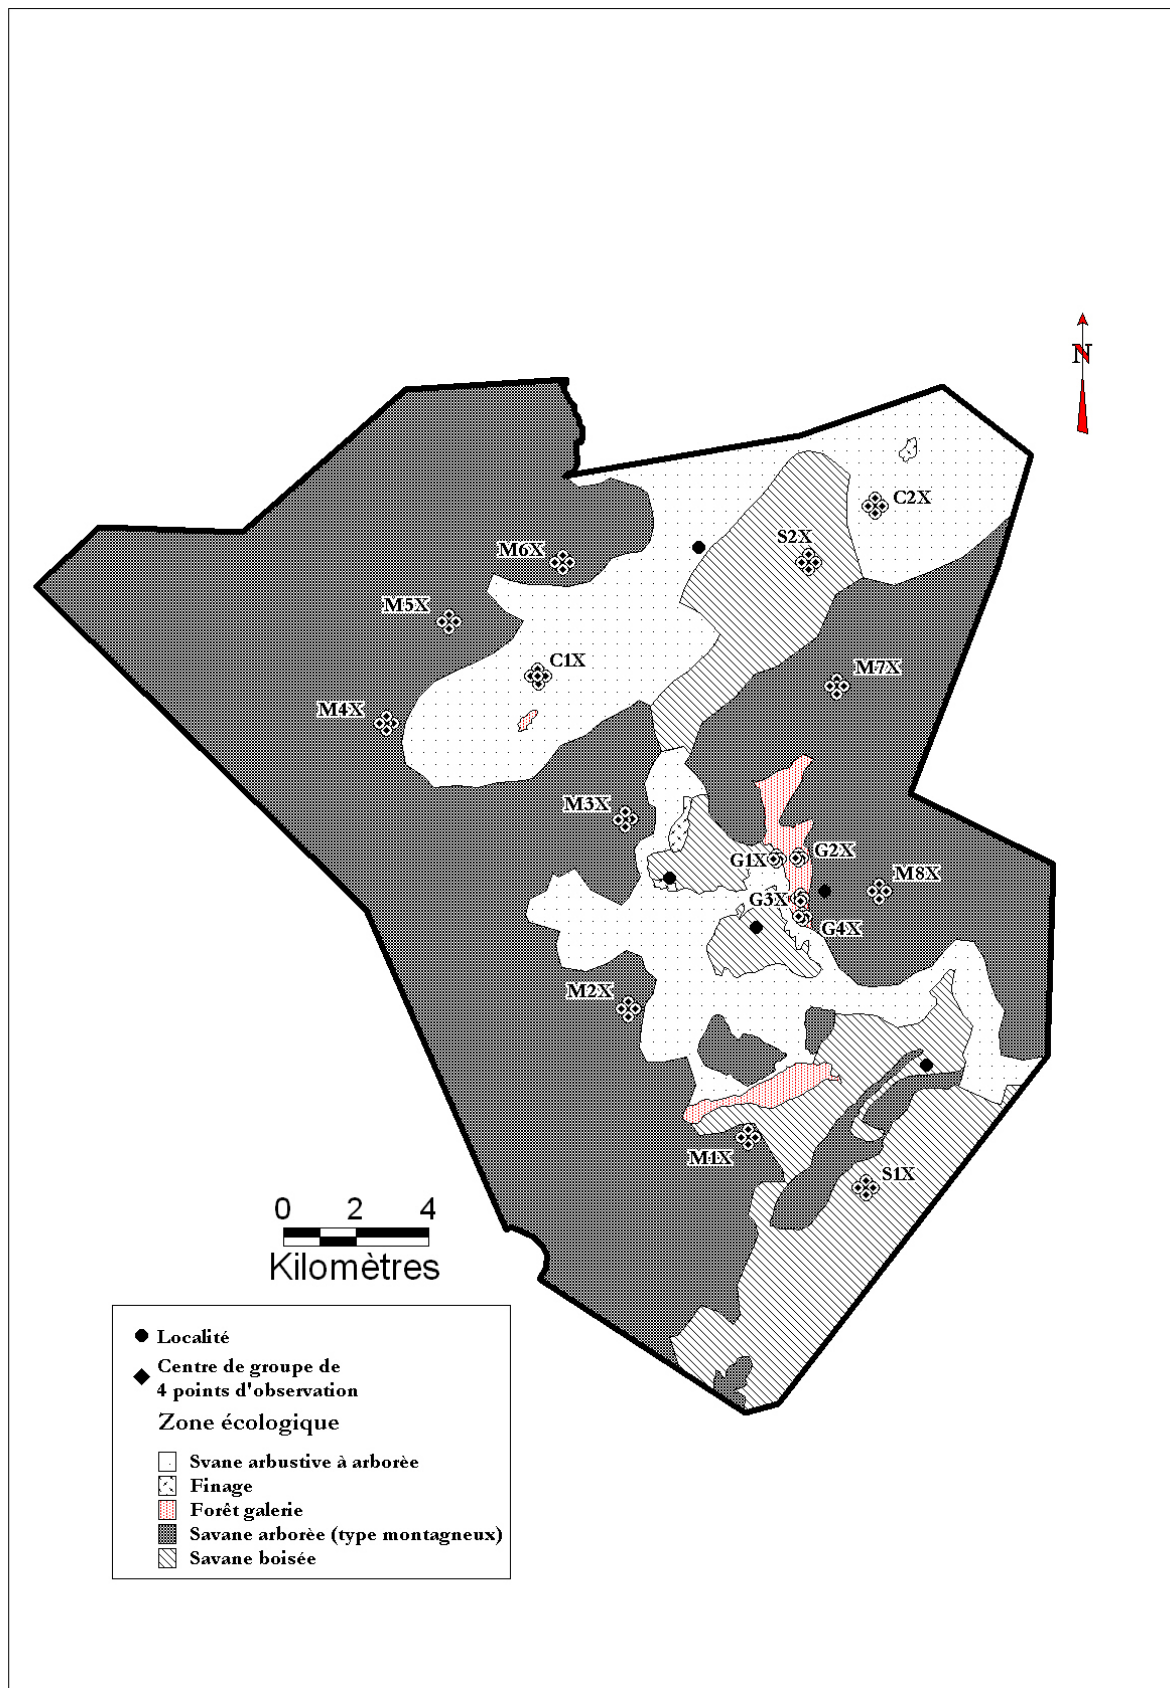 N
C2X
S2X
M6X
M5X
C1X
M7X
M4X
M3X
G1X
G2X
M8X
G3X
G4X
M2X
M1X
S1X
0 2 4
Kilomètres
Localité
Centre de groupe de
4 points d'observation
Zone écologique
Svane arbustive à arborèe
Finage
Forêt galerie
Savane arborèe (type montagneux)
Savane boisée